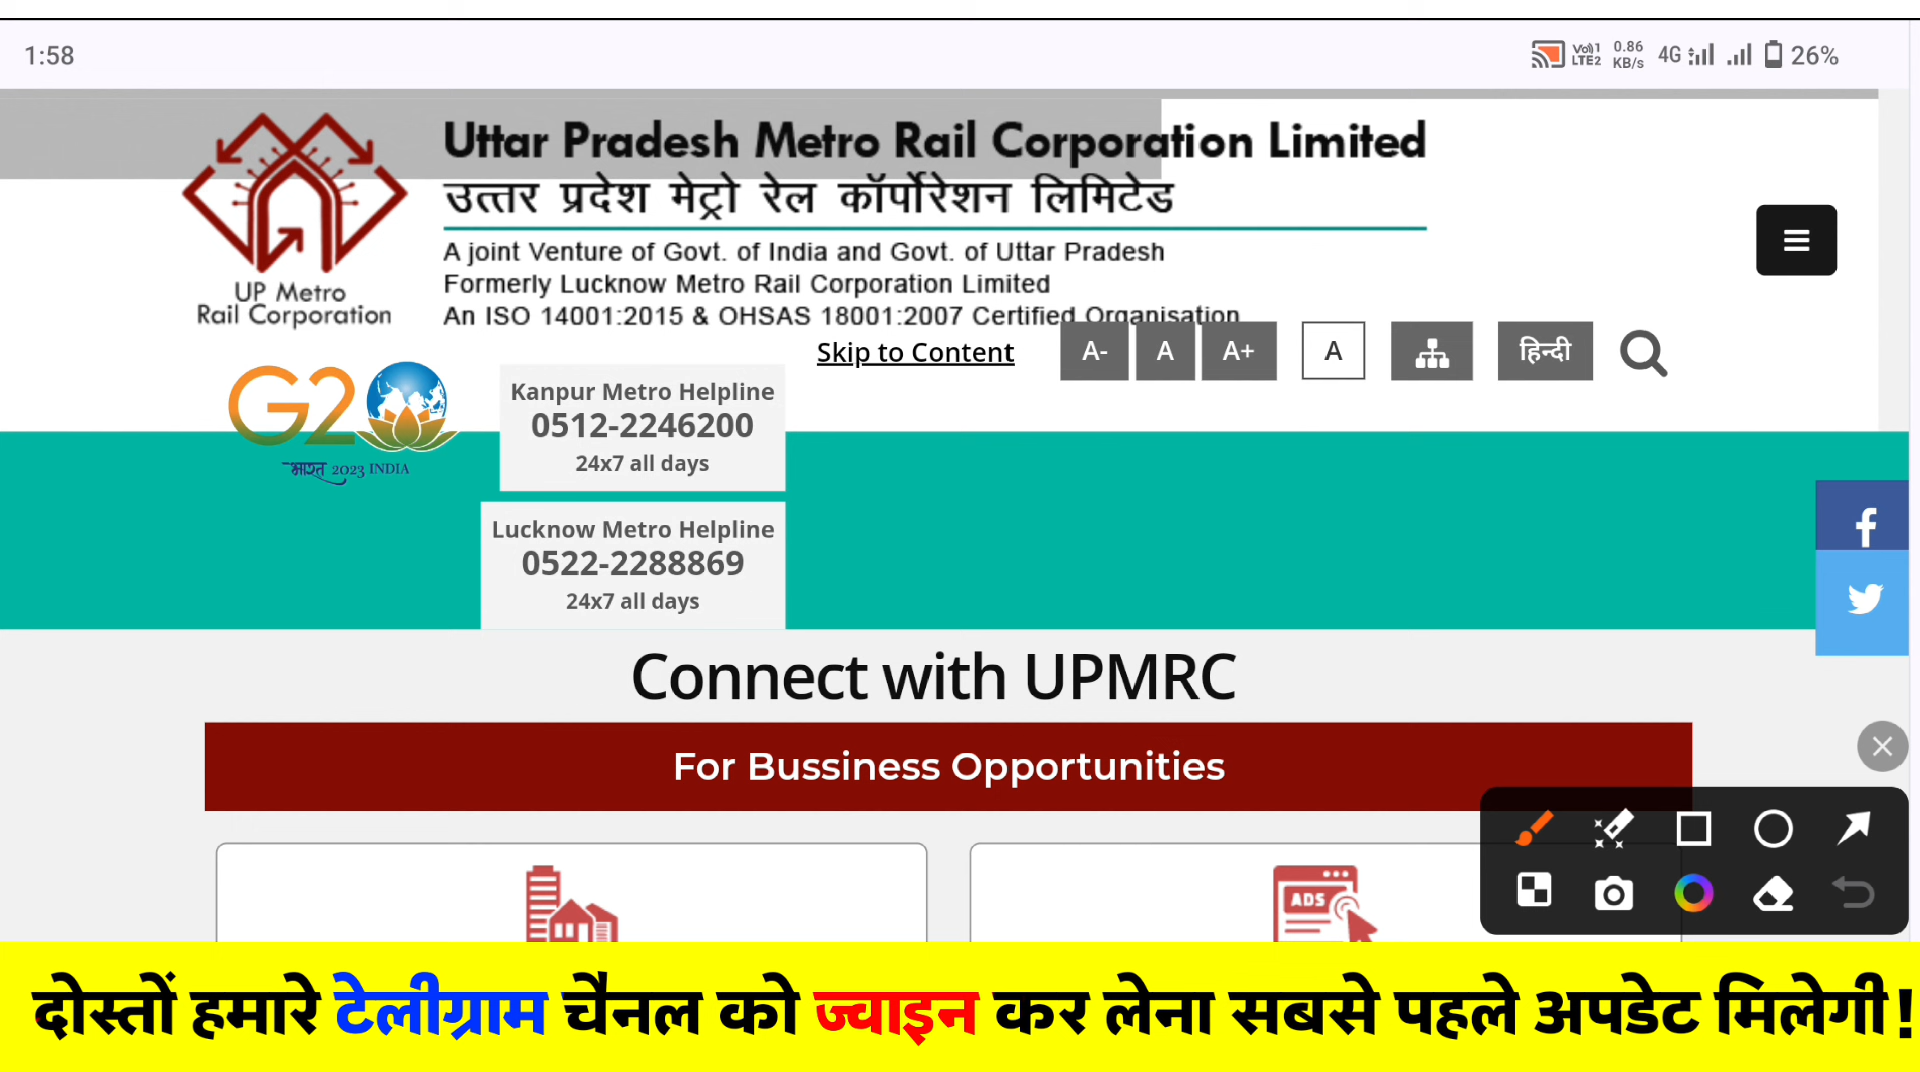 1:58
Vo)) 1
LTE2
0.86
KB/s
4G
26%
Uttar Pradesh Metro Rail Corporation Limited
उत्तर प्रदेश मेट्रो रेल कॉर्पोरेशन लिमिटेड
A joint Venture of Govt. of India and Govt. of Uttar Pradesh
Formerly Lucknow Metro Rail Corporation Limited
An ISO 14001:2015 & OHSAS 18001:2007 Certified Organisation
UP Metro
Rail Corporation
Skip to Content
A-
A
A+
A
हिन्दी
G20
भारत 2023 INDIA
Kanpur Metro Helpline
0512-2246200
24x7 all days
Lucknow Metro Helpline
0522-2288869
24x7 all days
Connect with UPMRC
For Bussiness Opportunities
ADS
दोस्तों हमारे टेलीग्राम चैनल को ज्वाइन कर लेना सबसे पहले अपडेट मिलेगी!